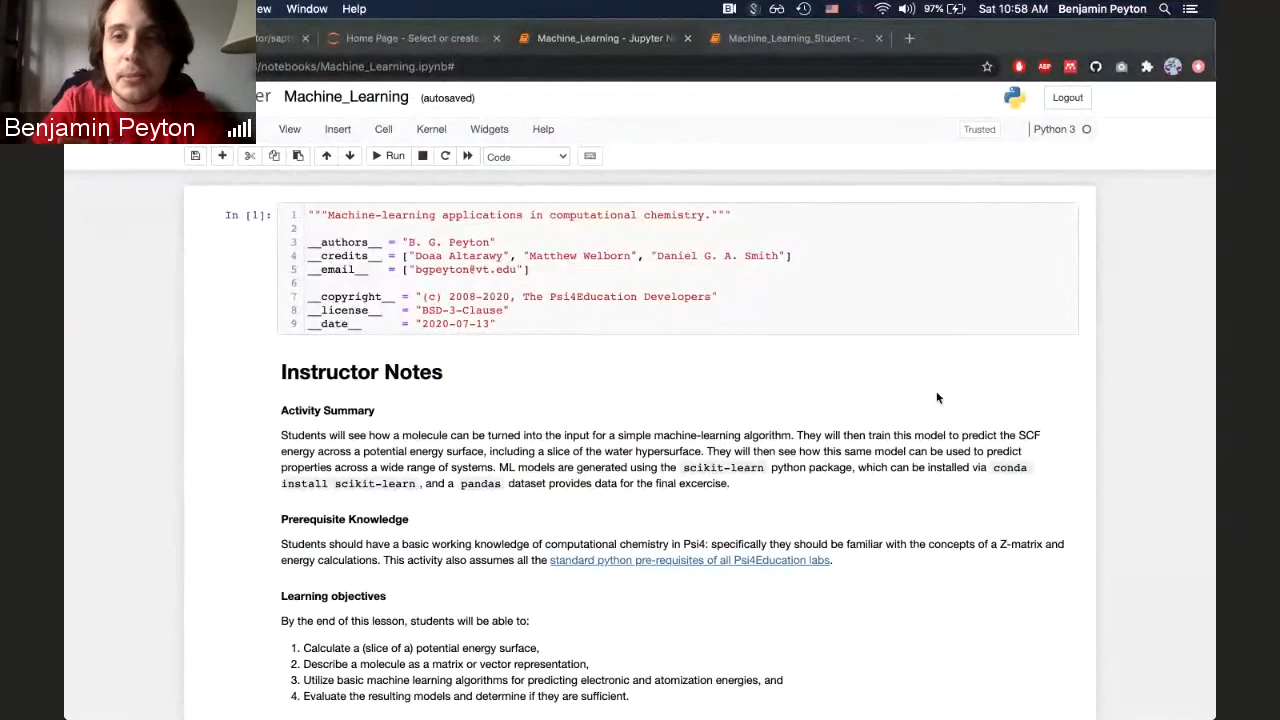 Window Help 97% Sat 10:58 AM Benjamin Peyton
tor/sapt Home Page - Select or create Machine_Learning - Jupyter N Machine_Learning_Student -
/notebooks/Machine_Learning.ipynb#
er Machine_Learning (autosaved) Logout
View Insert Cell Kernel Widgets Help Trusted Python 3
Benjamin Peyton
Run Code
In [1]:
1 """Machine-learning applications in computational chemistry."""
2
3 __authors__ = "B. G. Peyton"
4 __credits__ = ["Doaa Altarawy", "Matthew Welborn", "Daniel G. A. Smith"]
5 __email__ = ["bgpeyton@vt.edu"]
6
7 __copyright__ = "(c) 2008-2020, The Psi4Education Developers"
8 __license__ = "BSD-3-Clause"
9 __date__ = "2020-07-13"
Instructor Notes
Activity Summary
Students will see how a molecule can be turned into the input for a simple machine-learning algorithm. They will then train this model to predict the SCF
energy across a potential energy surface, including a slice of the water hypersurface. They will then see how this same model can be used to predict
properties across a wide range of systems. ML models are generated using the scikit-learn python package, which can be installed via conda
install scikit-learn, and a pandas dataset provides data for the final excercise.
Prerequisite Knowledge
Students should have a basic working knowledge of computational chemistry in Psi4: specifically they should be familiar with the concepts of a Z-matrix and
energy calculations. This activity also assumes all the standard python pre-requisites of all Psi4Education labs.
Learning objectives
By the end of this lesson, students will be able to:
1. Calculate a (slice of a) potential energy surface,
2. Describe a molecule as a matrix or vector representation,
3. Utilize basic machine learning algorithms for predicting electronic and atomization energies, and
4. Evaluate the resulting models and determine if they are sufficient.